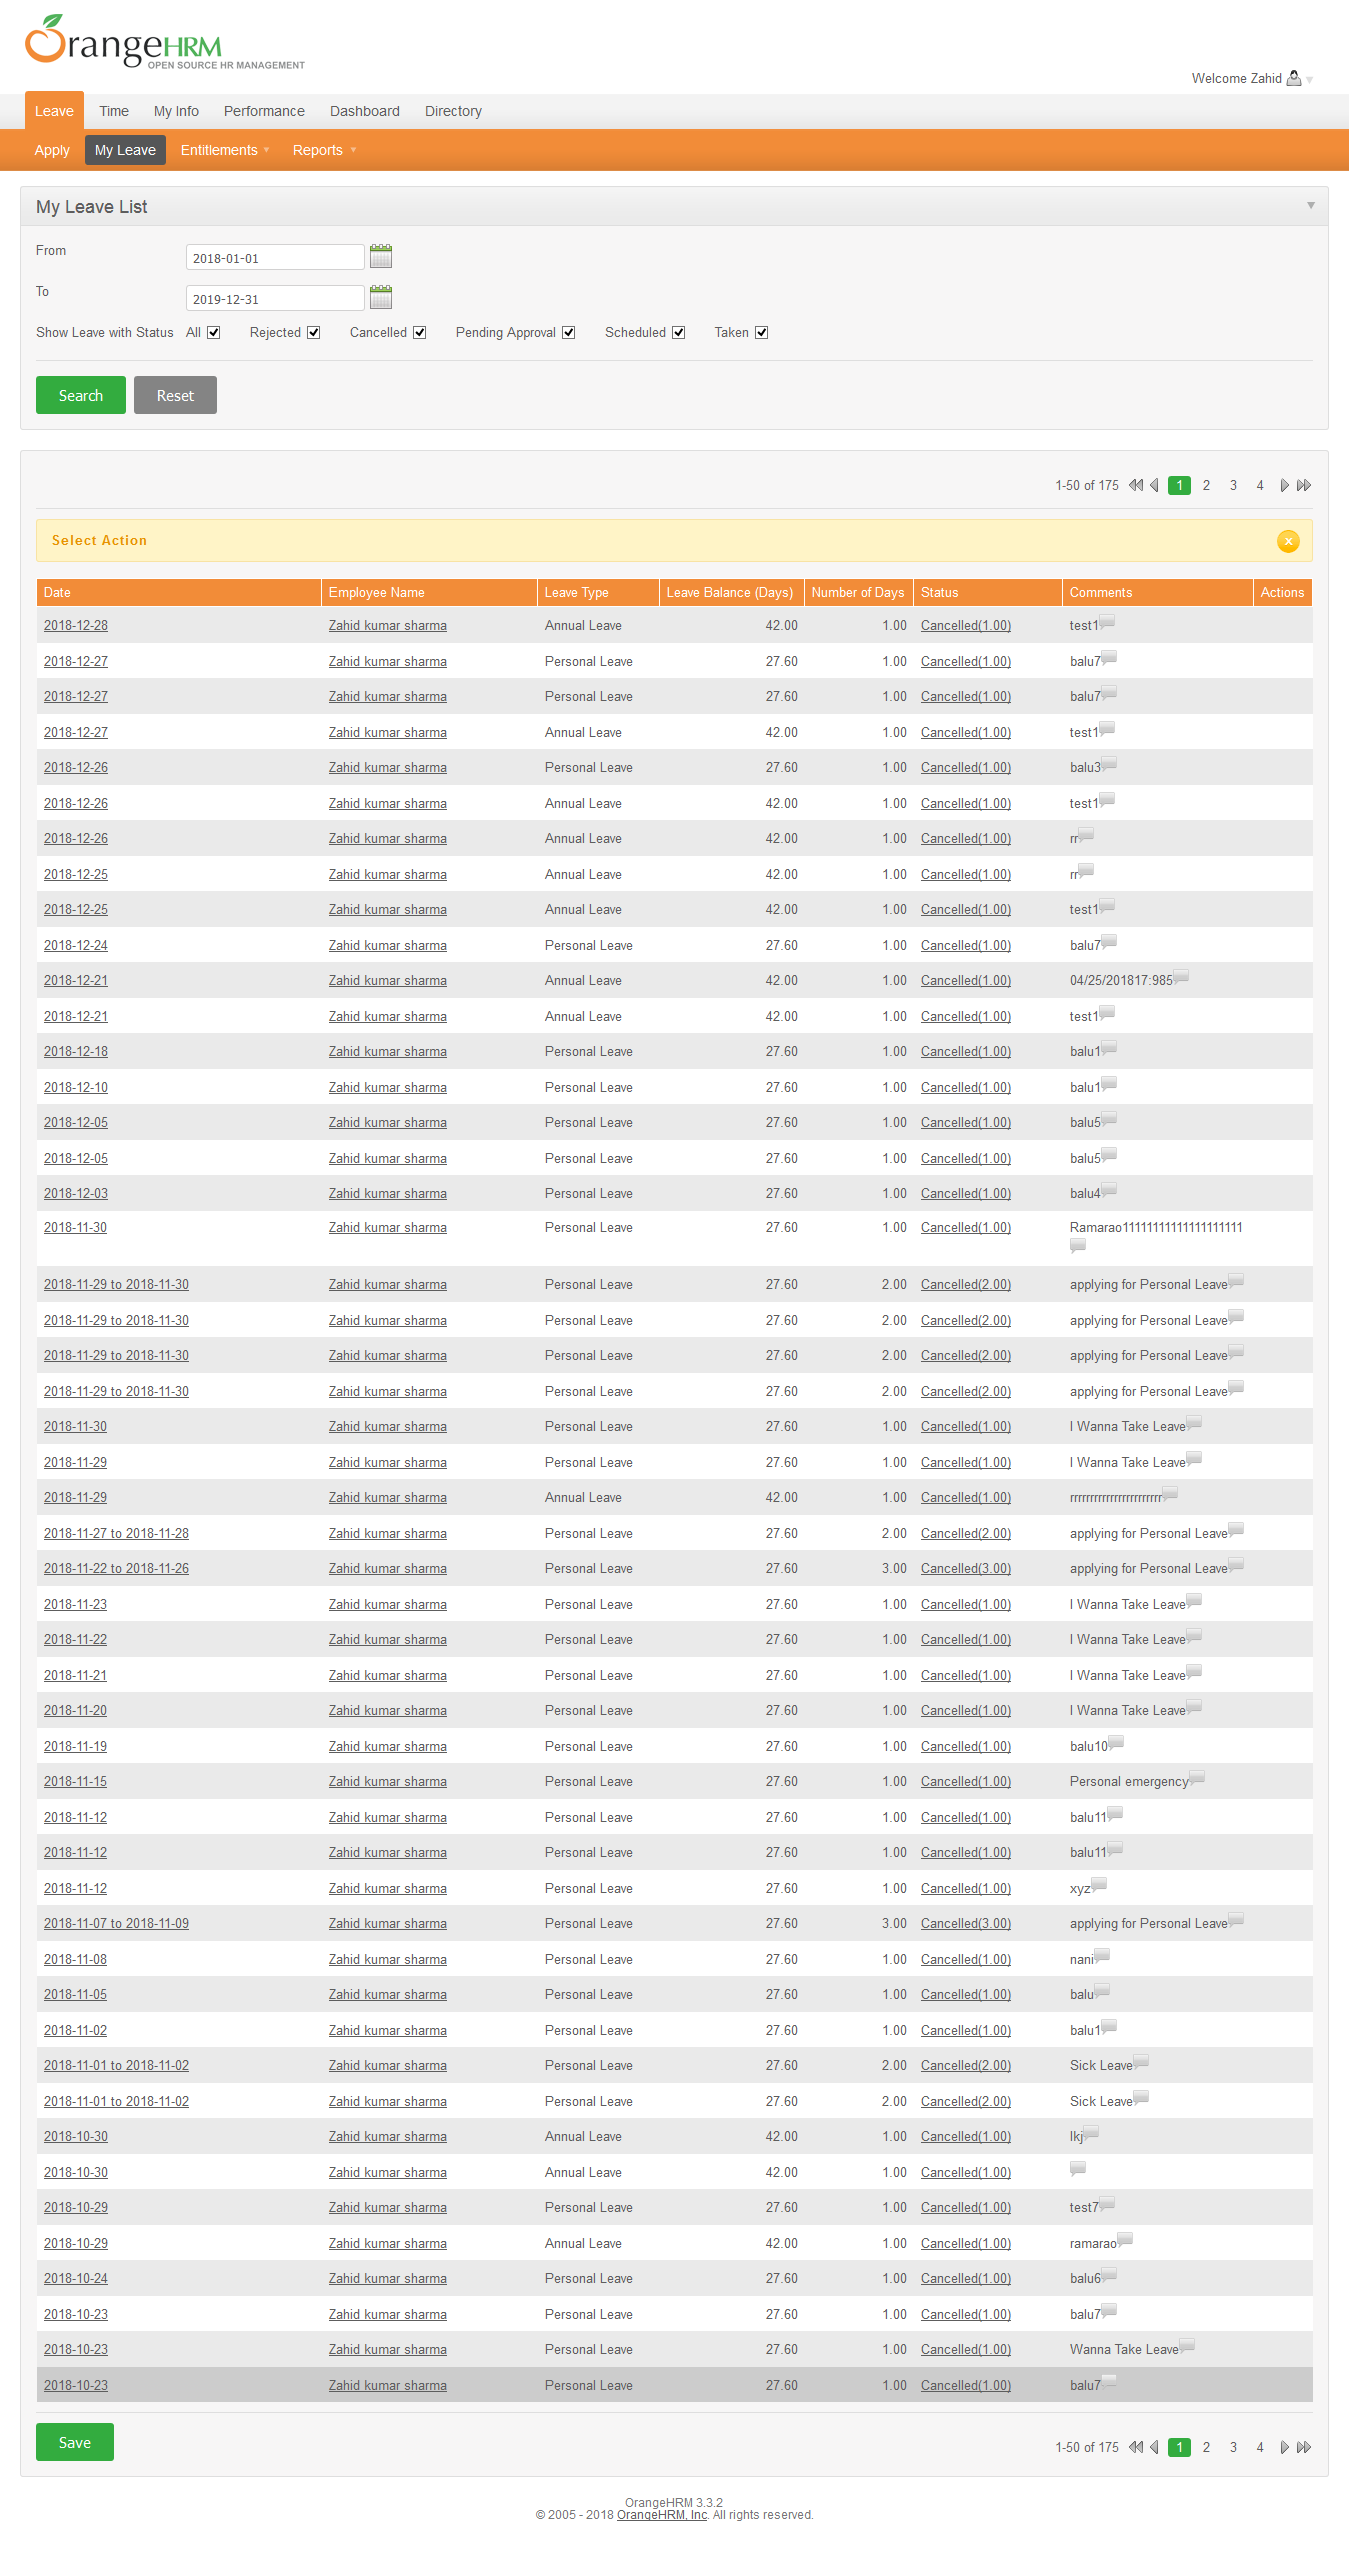 OrangeHRM
OPEN SOURCE HR MANAGEMENT
Welcome Zahid
Leave Time My Info Performance Dashboard Directory
Apply My Leave Entitlements Reports
My Leave List
From 2018-01-01
To 2019-12-31
Show Leave with Status All Rejected Cancelled Pending Approval Scheduled Taken
Search Reset
1-50 of 175 1 2 3 4
Select Action x
Date Employee Name Leave Type Leave Balance (Days) Number of Days Status Comments Actions
2018-12-28 Zahid kumar sharma Annual Leave 42.00 1.00 Cancelled(1.00) test1
2018-12-27 Zahid kumar sharma Personal Leave 27.60 1.00 Cancelled(1.00) balu7
2018-12-27 Zahid kumar sharma Personal Leave 27.60 1.00 Cancelled(1.00) balu7
2018-12-27 Zahid kumar sharma Annual Leave 42.00 1.00 Cancelled(1.00) test1
2018-12-26 Zahid kumar sharma Personal Leave 27.60 1.00 Cancelled(1.00) balu3
2018-12-26 Zahid kumar sharma Annual Leave 42.00 1.00 Cancelled(1.00) test1
2018-12-26 Zahid kumar sharma Annual Leave 42.00 1.00 Cancelled(1.00) rr
2018-12-25 Zahid kumar sharma Annual Leave 42.00 1.00 Cancelled(1.00) rr
2018-12-25 Zahid kumar sharma Annual Leave 42.00 1.00 Cancelled(1.00) test1
2018-12-24 Zahid kumar sharma Personal Leave 27.60 1.00 Cancelled(1.00) balu7
2018-12-21 Zahid kumar sharma Annual Leave 42.00 1.00 Cancelled(1.00) 04/25/201817:985
2018-12-21 Zahid kumar sharma Annual Leave 42.00 1.00 Cancelled(1.00) test1
2018-12-18 Zahid kumar sharma Personal Leave 27.60 1.00 Cancelled(1.00) balu1
2018-12-10 Zahid kumar sharma Personal Leave 27.60 1.00 Cancelled(1.00) balu1
2018-12-05 Zahid kumar sharma Personal Leave 27.60 1.00 Cancelled(1.00) balu5
2018-12-05 Zahid kumar sharma Personal Leave 27.60 1.00 Cancelled(1.00) balu5
2018-12-03 Zahid kumar sharma Personal Leave 27.60 1.00 Cancelled(1.00) balu4
2018-11-30 Zahid kumar sharma Personal Leave 27.60 1.00 Cancelled(1.00)
2018-11-29 to 2018-11-30 Zahid kumar sharma Personal Leave 27.60 2.00 Cancelled(2.00) applying for Personal Leave
2018-11-29 to 2018-11-30 Zahid kumar sharma Personal Leave 27.60 2.00 Cancelled(2.00) applying for Personal Leave
2018-11-29 to 2018-11-30 Zahid kumar sharma Personal Leave 27.60 2.00 Cancelled(2.00) applying for Personal Leave
2018-11-29 to 2018-11-30 Zahid kumar sharma Personal Leave 27.60 2.00 Cancelled(2.00) applying for Personal Leave
2018-11-30 Zahid kumar sharma Personal Leave 27.60 1.00 Cancelled(1.00) I Wanna Take Leave
2018-11-29 Zahid kumar sharma Personal Leave 27.60 1.00 Cancelled(1.00) I Wanna Take Leave
2018-11-29 Zahid kumar sharma Annual Leave 42.00 1.00 Cancelled(1.00)
2018-11-27 to 2018-11-28 Zahid kumar sharma Personal Leave 27.60 2.00 Cancelled(2.00) applying for Personal Leave
2018-11-22 to 2018-11-26 Zahid kumar sharma Personal Leave 27.60 3.00 Cancelled(3.00) applying for Personal Leave
2018-11-23 Zahid kumar sharma Personal Leave 27.60 1.00 Cancelled(1.00) I Wanna Take Leave
2018-11-22 Zahid kumar sharma Personal Leave 27.60 1.00 Cancelled(1.00) I Wanna Take Leave
2018-11-21 Zahid kumar sharma Personal Leave 27.60 1.00 Cancelled(1.00) I Wanna Take Leave
2018-11-20 Zahid kumar sharma Personal Leave 27.60 1.00 Cancelled(1.00) I Wanna Take Leave
2018-11-19 Zahid kumar sharma Personal Leave 27.60 1.00 Cancelled(1.00) balu10
2018-11-15 Zahid kumar sharma Personal Leave 27.60 1.00 Cancelled(1.00) Personal emergency
2018-11-12 Zahid kumar sharma Personal Leave 27.60 1.00 Cancelled(1.00) balu11
2018-11-12 Zahid kumar sharma Personal Leave 27.60 1.00 Cancelled(1.00) balu11
2018-11-12 Zahid kumar sharma Personal Leave 27.60 1.00 Cancelled(1.00) xyz
2018-11-07 to 2018-11-09 Zahid kumar sharma Personal Leave 27.60 3.00 Cancelled(3.00) applying for Personal Leave
2018-11-08 Zahid kumar sharma Personal Leave 27.60 1.00 Cancelled(1.00) nani
2018-11-05 Zahid kumar sharma Personal Leave 27.60 1.00 Cancelled(1.00) balu
2018-11-02 Zahid kumar sharma Personal Leave 27.60 1.00 Cancelled(1.00) balu1
2018-11-01 to 2018-11-02 Zahid kumar sharma Personal Leave 27.60 2.00 Cancelled(2.00) Sick Leave
2018-11-01 to 2018-11-02 Zahid kumar sharma Personal Leave 27.60 2.00 Cancelled(2.00) Sick Leave
2018-10-30 Zahid kumar sharma Annual Leave 42.00 1.00 Cancelled(1.00) lkj
2018-10-30 Zahid kumar sharma Annual Leave 42.00 1.00 Cancelled(1.00)
2018-10-29 Zahid kumar sharma Personal Leave 27.60 1.00 Cancelled(1.00) test7
2018-10-29 Zahid kumar sharma Annual Leave 42.00 1.00 Cancelled(1.00) ramarao
2018-10-24 Zahid kumar sharma Personal Leave 27.60 1.00 Cancelled(1.00) balu6
2018-10-23 Zahid kumar sharma Personal Leave 27.60 1.00 Cancelled(1.00) balu7
2018-10-23 Zahid kumar sharma Personal Leave 27.60 1.00 Cancelled(1.00) Wanna Take Leave
2018-10-23 Zahid kumar sharma Personal Leave 27.60 1.00 Cancelled(1.00) balu7
Save 1-50 of 175 1 2 3 4
OrangeHRM 3.3.2
© 2005 - 2018 OrangeHRM, Inc. All rights reserved.